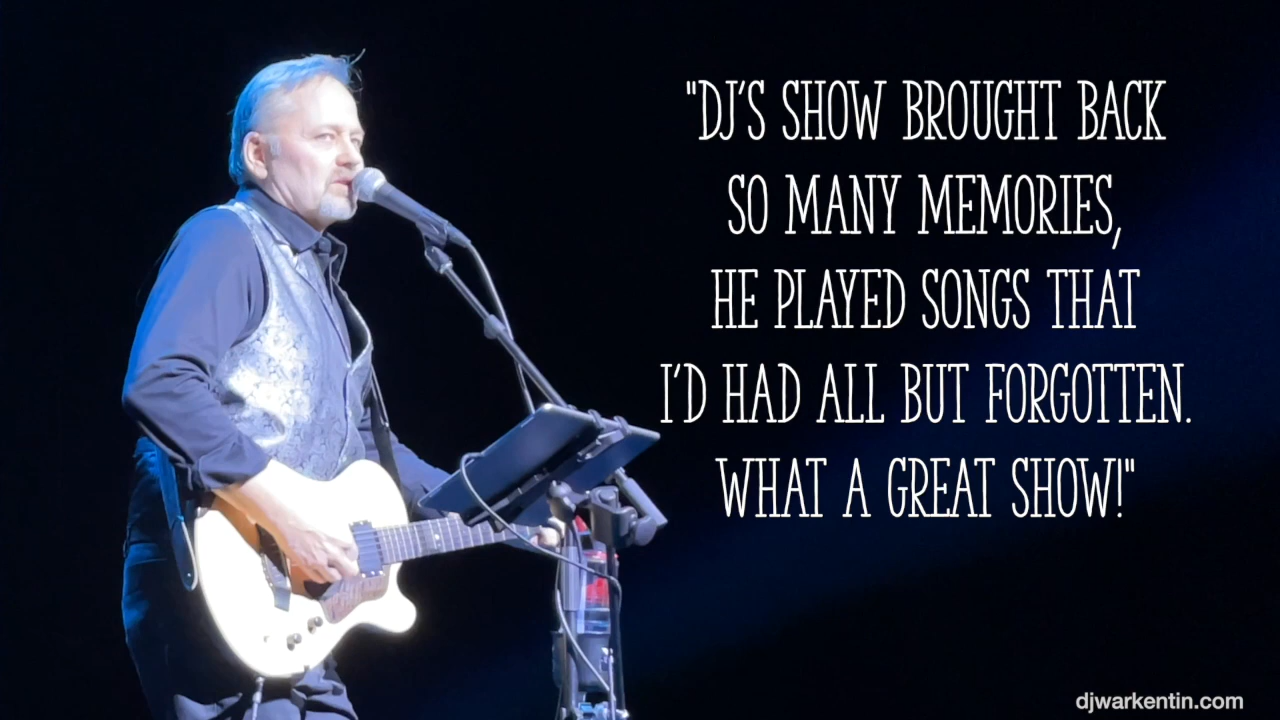 "DJ'S SHOW BROUGHT BACK
SO MANY MEMORIES,
HE PLAYED SONGS THAT
I'D HAD ALL BUT FORGOTTEN.
WHAT A GREAT SHOW!"
djwarkentin.com